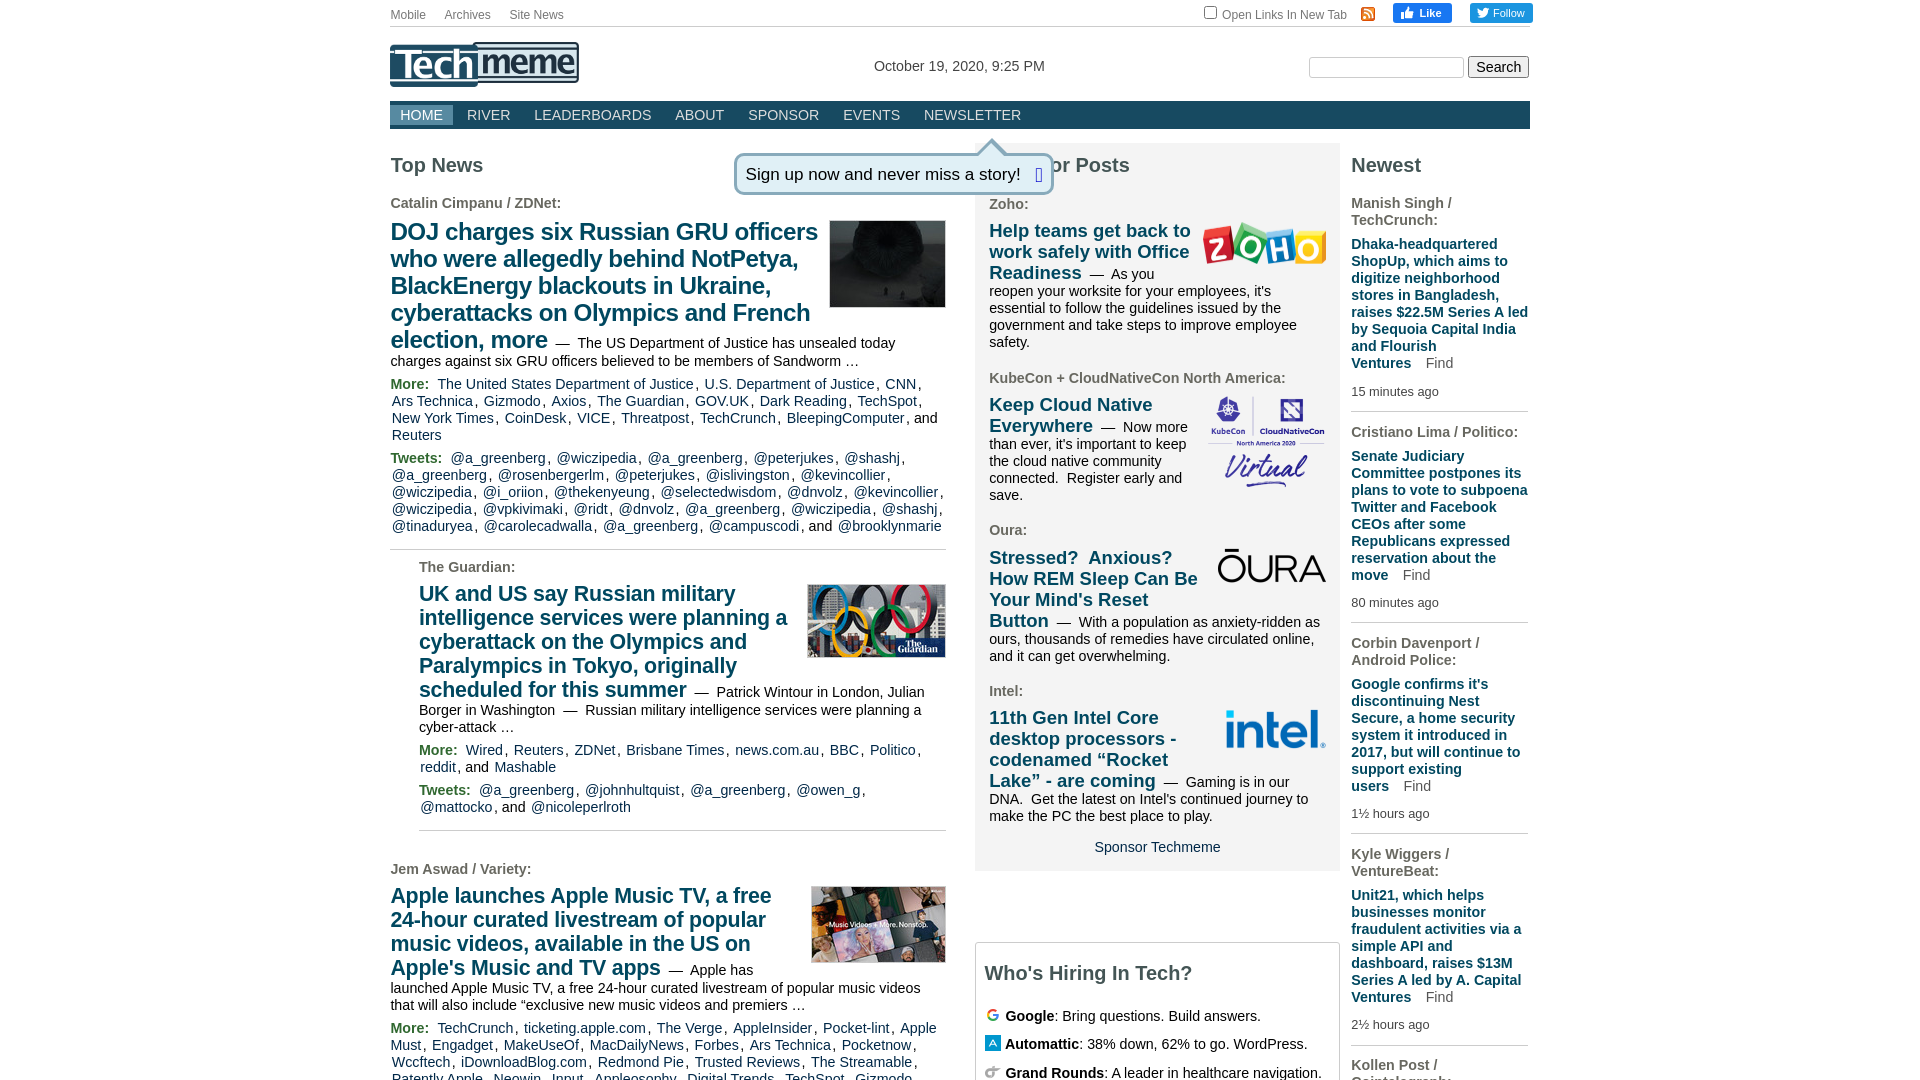 Mobile Archives Site News
Open Links In New Tab
Like
Follow
Techmeme
October 19, 2020, 9:25 PM
Search
HOME RIVER LEADERBOARDS ABOUT SPONSOR EVENTS NEWSLETTER
Sign up now and never miss a story!
Top News
Catalin Cimpanu / ZDNet:
DOJ charges six Russian GRU officers
who were allegedly behind NotPetya,
BlackEnergy blackouts in Ukraine,
cyberattacks on Olympics and French
election, more — The US Department of Justice has unsealed today
charges against six GRU officers believed to be members of Sandworm …
More: The United States Department of Justice, U.S. Department of Justice, CNN,
Ars Technica, Gizmodo, Axios, The Guardian, GOV.UK, Dark Reading, TechSpot,
New York Times, CoinDesk, VICE, Threatpost, TechCrunch, BleepingComputer, and
Reuters
Tweets: @a_greenberg, @wiczipedia, @a_greenberg, @peterjukes, @shashj,
@a_greenberg, @rosenbergerlm, @peterjukes, @islivingston, @kevincollier,
@wiczipedia, @i_oriion, @thekenyeung, @selectedwisdom, @dnvolz, @kevincollier,
@wiczipedia, @vpkivimaki, @ridt, @dnvolz, @a_greenberg, @wiczipedia, @shashj,
@tinaduryea, @carolecadwalla, @a_greenberg, @campuscodi, and @brooklynmarie
The Guardian:
UK and US say Russian military
intelligence services were planning a
cyberattack on the Olympics and
Paralympics in Tokyo, originally
scheduled for this summer — Patrick Wintour in London, Julian
Borger in Washington — Russian military intelligence services were planning a
cyber-attack …
The Guardian
More: Wired, Reuters, ZDNet, Brisbane Times, news.com.au, BBC, Politico,
reddit, and Mashable
Tweets: @a_greenberg, @johnhultquist, @a_greenberg, @owen_g,
@mattocko, and @nicoleperlroth
Jem Aswad / Variety:
Apple launches Apple Music TV, a free
24-hour curated livestream of popular
music videos, available in the US on
Apple's Music and TV apps — Apple has
launched Apple Music TV, a free 24-hour curated livestream of popular music videos
that will also include “exclusive new music videos and premiers …
Music Videos + More. Nonstop.
More: TechCrunch, ticketing.apple.com, The Verge, AppleInsider, Pocket-lint, Apple
Must, Engadget, MakeUseOf, MacDailyNews, Forbes, Ars Technica, Pocketnow,
Wccftech, iDownloadBlog.com, Redmond Pie, Trusted Reviews, The Streamable,
Patently Apple, Neowin, Input, Appleosophy, Digital Trends, TechSpot, Gizmodo,
or Posts
Zoho:
Help teams get back to
work safely with Office
Readiness — As you
reopen your worksite for your employees, it's
essential to follow the guidelines issued by the
government and take steps to improve employee
safety.
ZOHO
KubeCon + CloudNativeCon North America:
Keep Cloud Native
Everywhere — Now more
than ever, it's important to keep
the cloud native community
connected. Register early and
save.
KubeCon CloudNativeCon
North America 2020
Virtual
Oura:
Stressed? Anxious?
How REM Sleep Can Be
Your Mind's Reset
Button — With a population as anxiety-ridden as
ours, thousands of remedies have circulated online,
and it can get overwhelming.
ŌURA
Intel:
11th Gen Intel Core
desktop processors -
codenamed “Rocket
Lake” - are coming — Gaming is in our
DNA. Get the latest on Intel's continued journey to
make the PC the best place to play.
intel
Sponsor Techmeme
Who's Hiring In Tech?
Google: Bring questions. Build answers.
Automattic: 38% down, 62% to go. WordPress.
Grand Rounds: A leader in healthcare navigation.
Newest
Manish Singh /
TechCrunch:
Dhaka-headquartered
ShopUp, which aims to
digitize neighborhood
stores in Bangladesh,
raises $22.5M Series A led
by Sequoia Capital India
and Flourish
Ventures Find
15 minutes ago
Cristiano Lima / Politico:
Senate Judiciary
Committee postpones its
plans to vote to subpoena
Twitter and Facebook
CEOs after some
Republicans expressed
reservation about the
move Find
80 minutes ago
Corbin Davenport /
Android Police:
Google confirms it's
discontinuing Nest
Secure, a home security
system it introduced in
2017, but will continue to
support existing
users Find
1½ hours ago
Kyle Wiggers /
VentureBeat:
Unit21, which helps
businesses monitor
fraudulent activities via a
simple API and
dashboard, raises $13M
Series A led by A. Capital
Ventures Find
2½ hours ago
Kollen Post /
Cointelegraph: